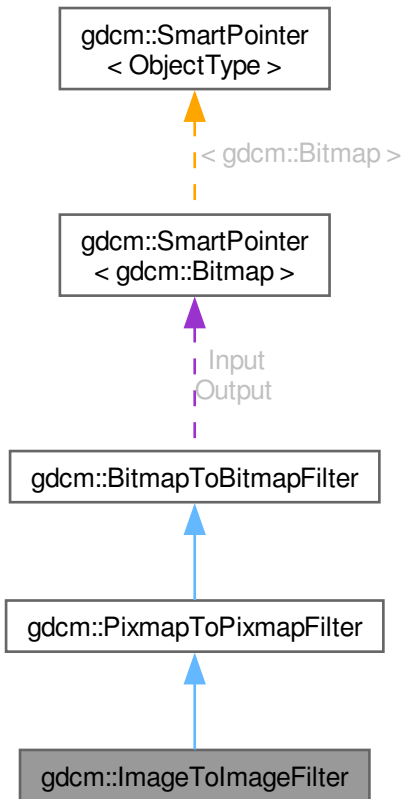 gdcm::SmartPointer
< ObjectType >
< gdcm::Bitmap >
gdcm::SmartPointer
< gdcm::Bitmap >
Input
Output
gdcm::BitmapToBitmapFilter
gdcm::PixmapToPixmapFilter
gdcm::ImageToImageFilter